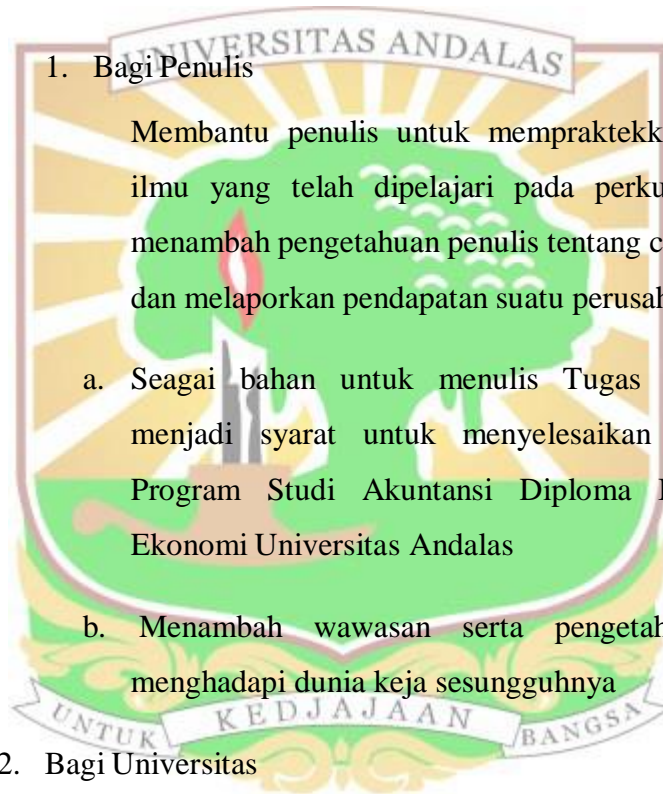 UNIVERSITAS ANDALAS
1. Bagi Penulis
Membantu penulis untuk mempraktekk
ilmu yang telah dipelajari pada perku
menambah pengetahuan penulis tentang c
dan melaporkan pendapatan suatu perusah
a. Seagai bahan untuk menulis Tugas
menjadi syarat untuk menyelesaikan
Program Studi Akuntansi Diploma I
Ekonomi Universitas Andalas
b. Menambah wawasan serta pengetah
menghadapi dunia keja sesungguhnya
UNTUK KEDJAJAAN BANGSA
2. Bagi Universitas